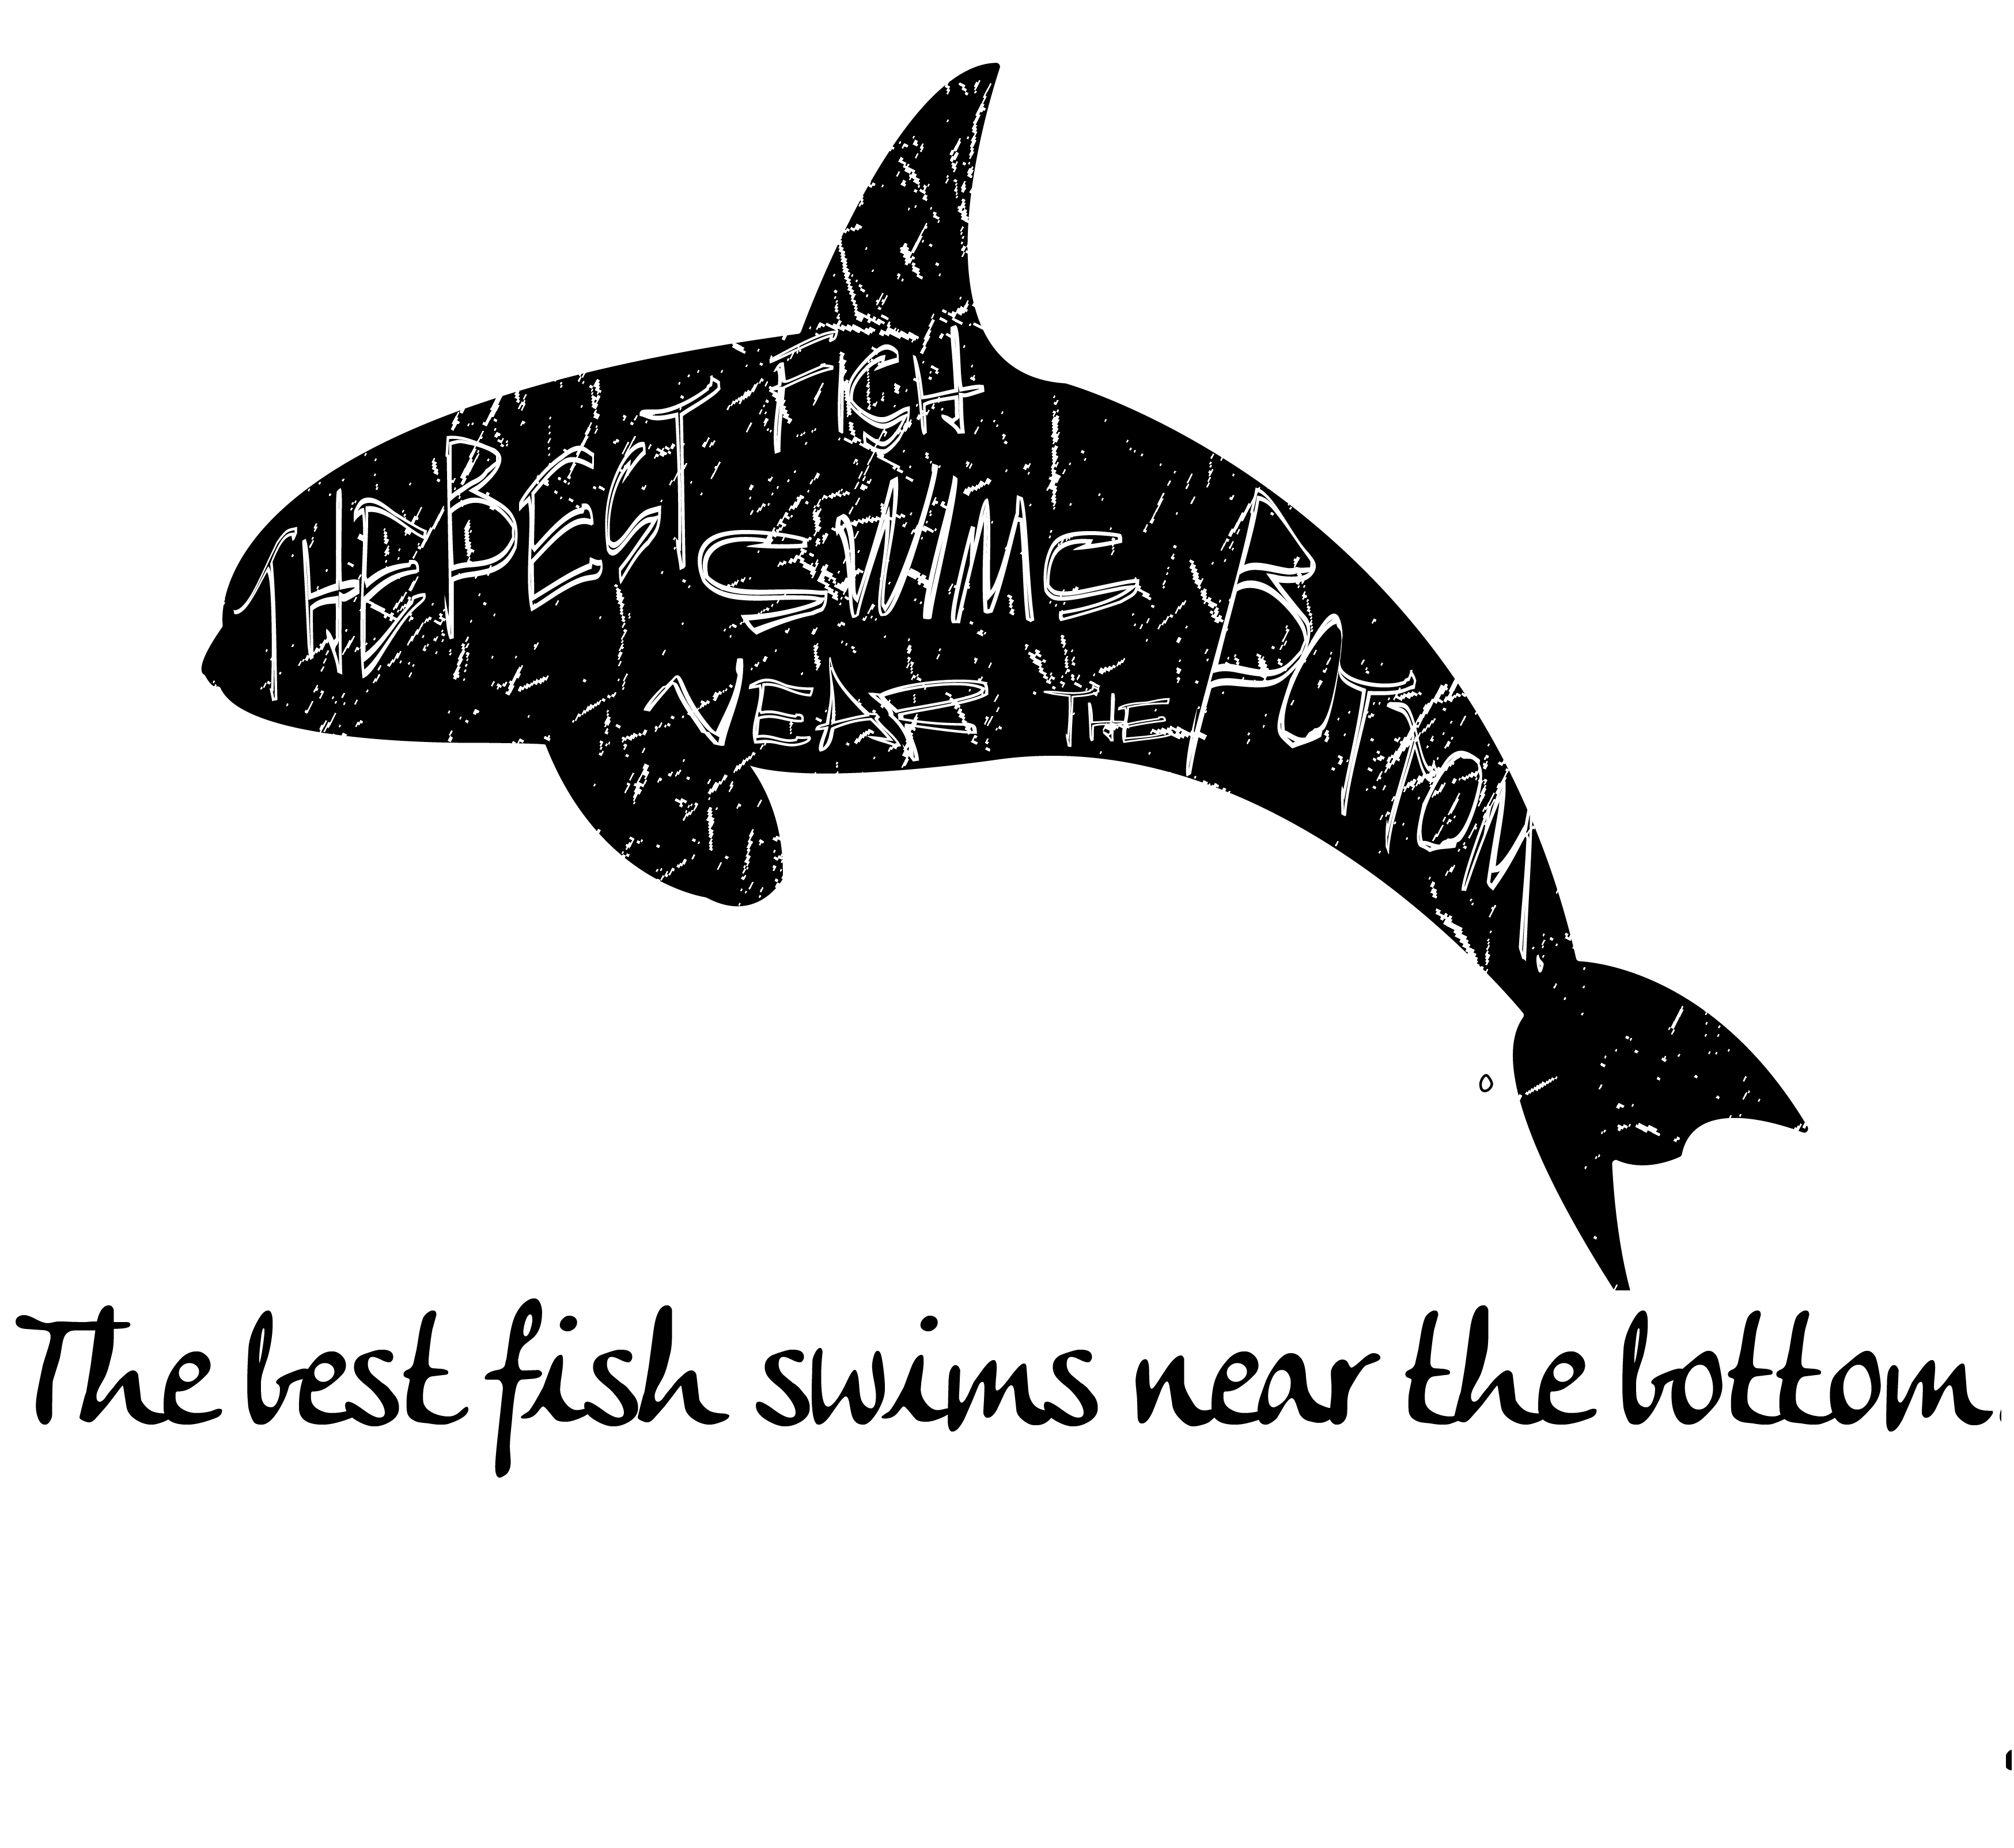 THE BEST FISH
SWIMS
NEAR THE
BOTTOM
The best fish swims near the bottom.